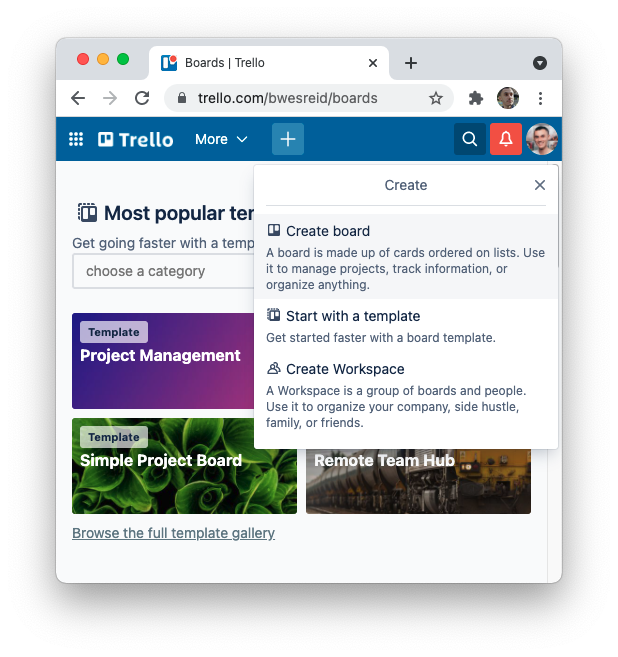 Boards | Trello
trello.com/bwesreid/boards
Trello
More
Create
Create board
A board is made up of cards ordered on lists. Use
it to manage projects, track information, or
organize anything.
Start with a template
Get started faster with a board template.
Create Workspace
A Workspace is a group of boards and people.
Use it to organize your company, side hustle,
family, or friends.
Most popular te
Get going faster with a temp
choose a category
Template
Project Management
Template
Simple Project Board
Remote Team Hub
Browse the full template gallery